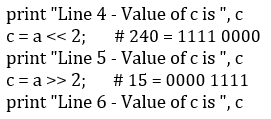 print "Line 4 - Value of c is ", c
c = a << 2;      # 240 = 1111 0000
print "Line 5 - Value of c is ", c
c = a >> 2;      # 15 = 0000 1111
print "Line 6 - Value of c is ", c